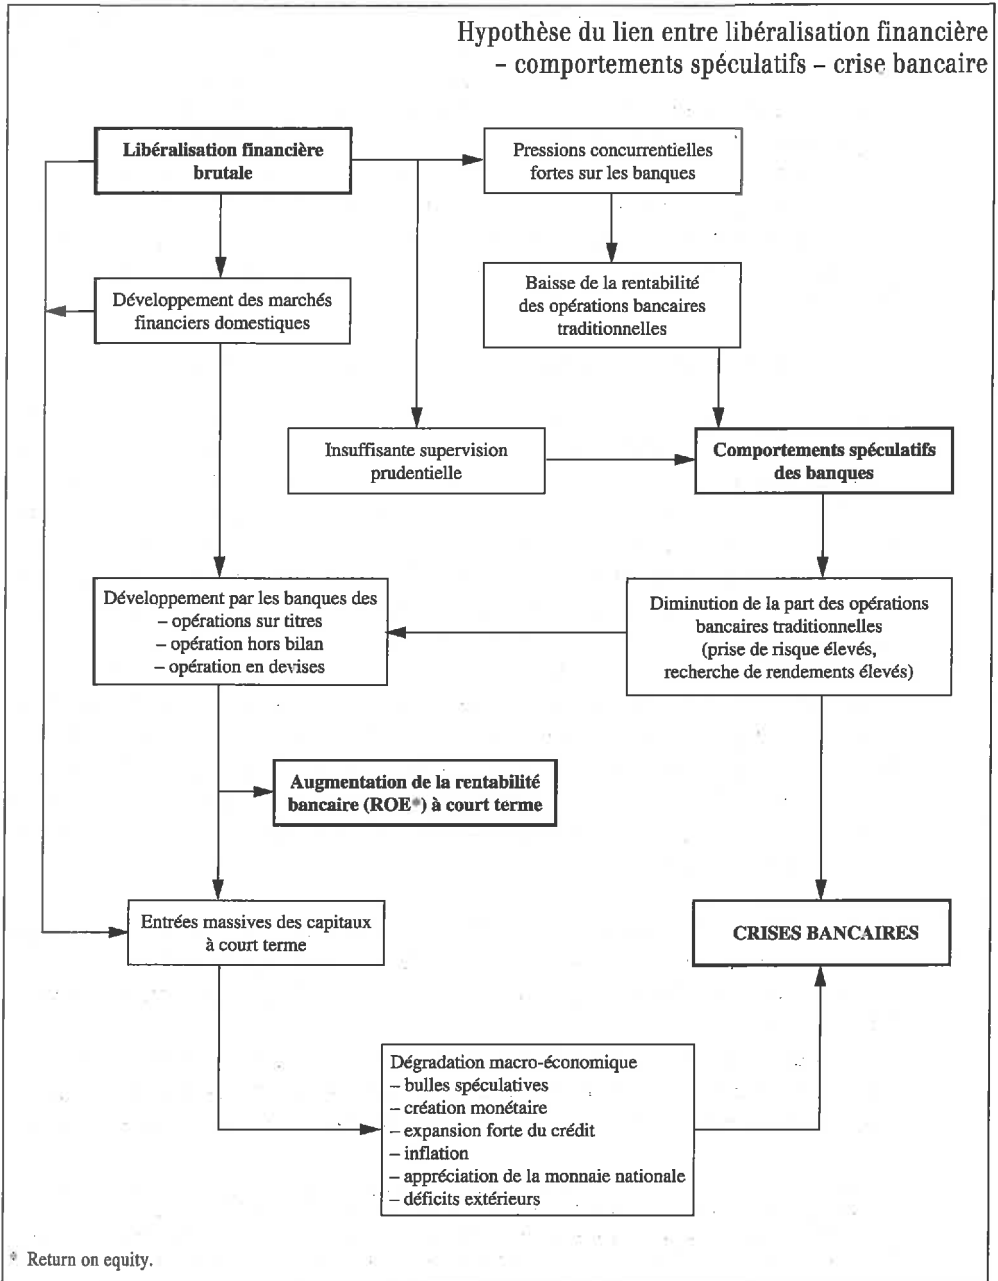 Hypothèse du lien entre libéralisation financière
– comportements spéculatifs – crise bancaire
Libéralisation financière
brutale
Pressions concurrentielles
fortes sur les banques
Développement des marchés
financiers domestiques
Baisse de la rentabilité
des opérations bancaires
traditionnelles
Insuffisante supervision
prudentielle
Comportements spéculatifs
des banques
Développement par les banques des
– opérations sur titres
– opération hors bilan
– opération en devises
Diminution de la part des opérations
bancaires traditionnelles
(prise de risque élevés,
recherche de rendements élevés)
Augmentation de la rentabilité
bancaire (ROE*) à court terme
Entrées massives des capitaux
à court terme
CRISES BANCAIRES
Dégradation macro-économique
– bulles spéculatives
– création monétaire
– expansion forte du crédit
– inflation
– appréciation de la monnaie nationale
– déficits extérieurs
* Return on equity.